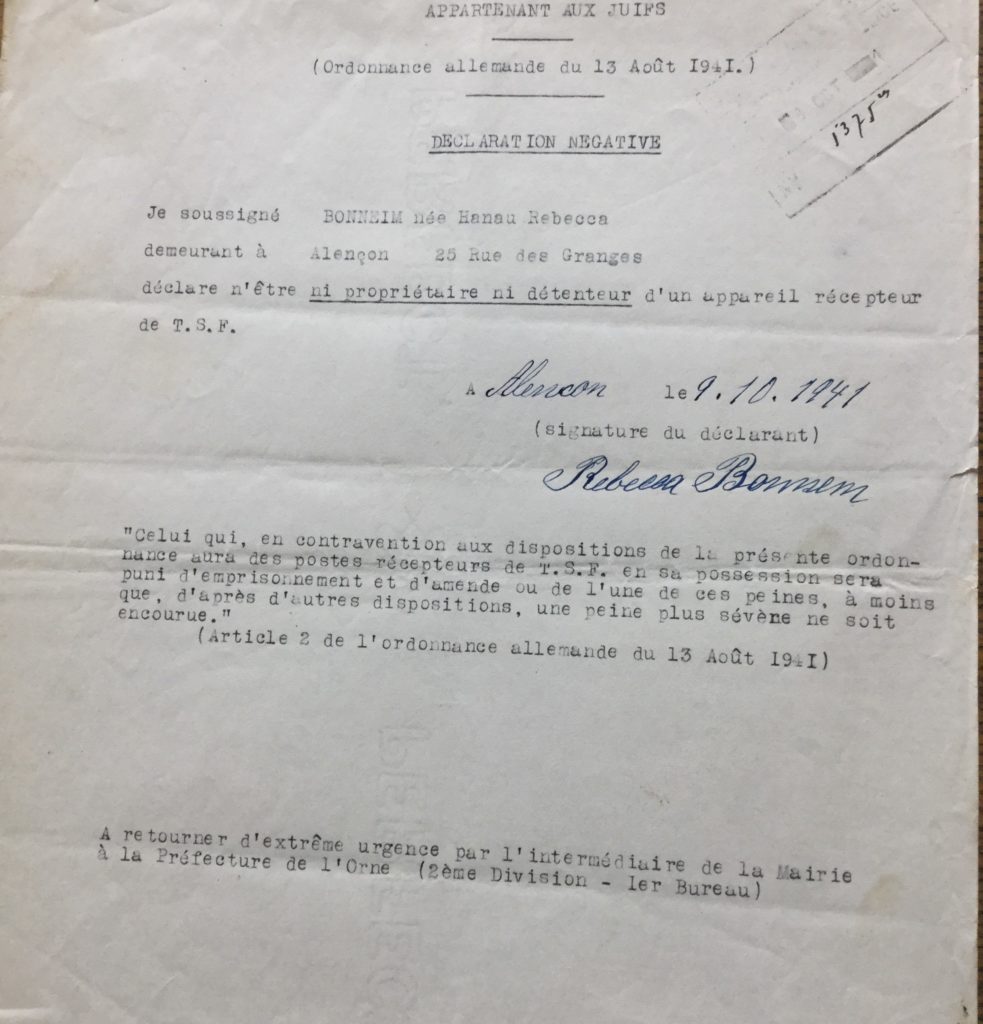 APPARTENANT AUX JUIFS
(Ordonnance allemande du 13 Août I941.)
DECLARATION NEGATIVE
OCT
1375
Je soussigné BONNEIM née Hanau Rebecca
demeurant à Alençon 25 Rue des Granges
déclare n'être ni propriétaire ni détenteur d'un appareil récepteur
de T.S.F.
A Alencon le 9.10.1941
(signature du déclarant)
Rebecca
"Celui qui, en contravention aux dispositions de la présente ordon-
nance aura des postes récepteurs de T.S.F. en sa possession sera
puni d'emprisonnement et d'amende ou de l'une de ces peines, à moins
que, d'après d'autres dispositions, une peine plus sévène ne soit
encourue."
(Article 2 de l'ordonnance allemande du 13 Août I94I)
A retourner d'extrême urgence par l'intermédiaire de la Mairie
à la Préfecture de l'Orne (2ème Division - Ier Bureau)